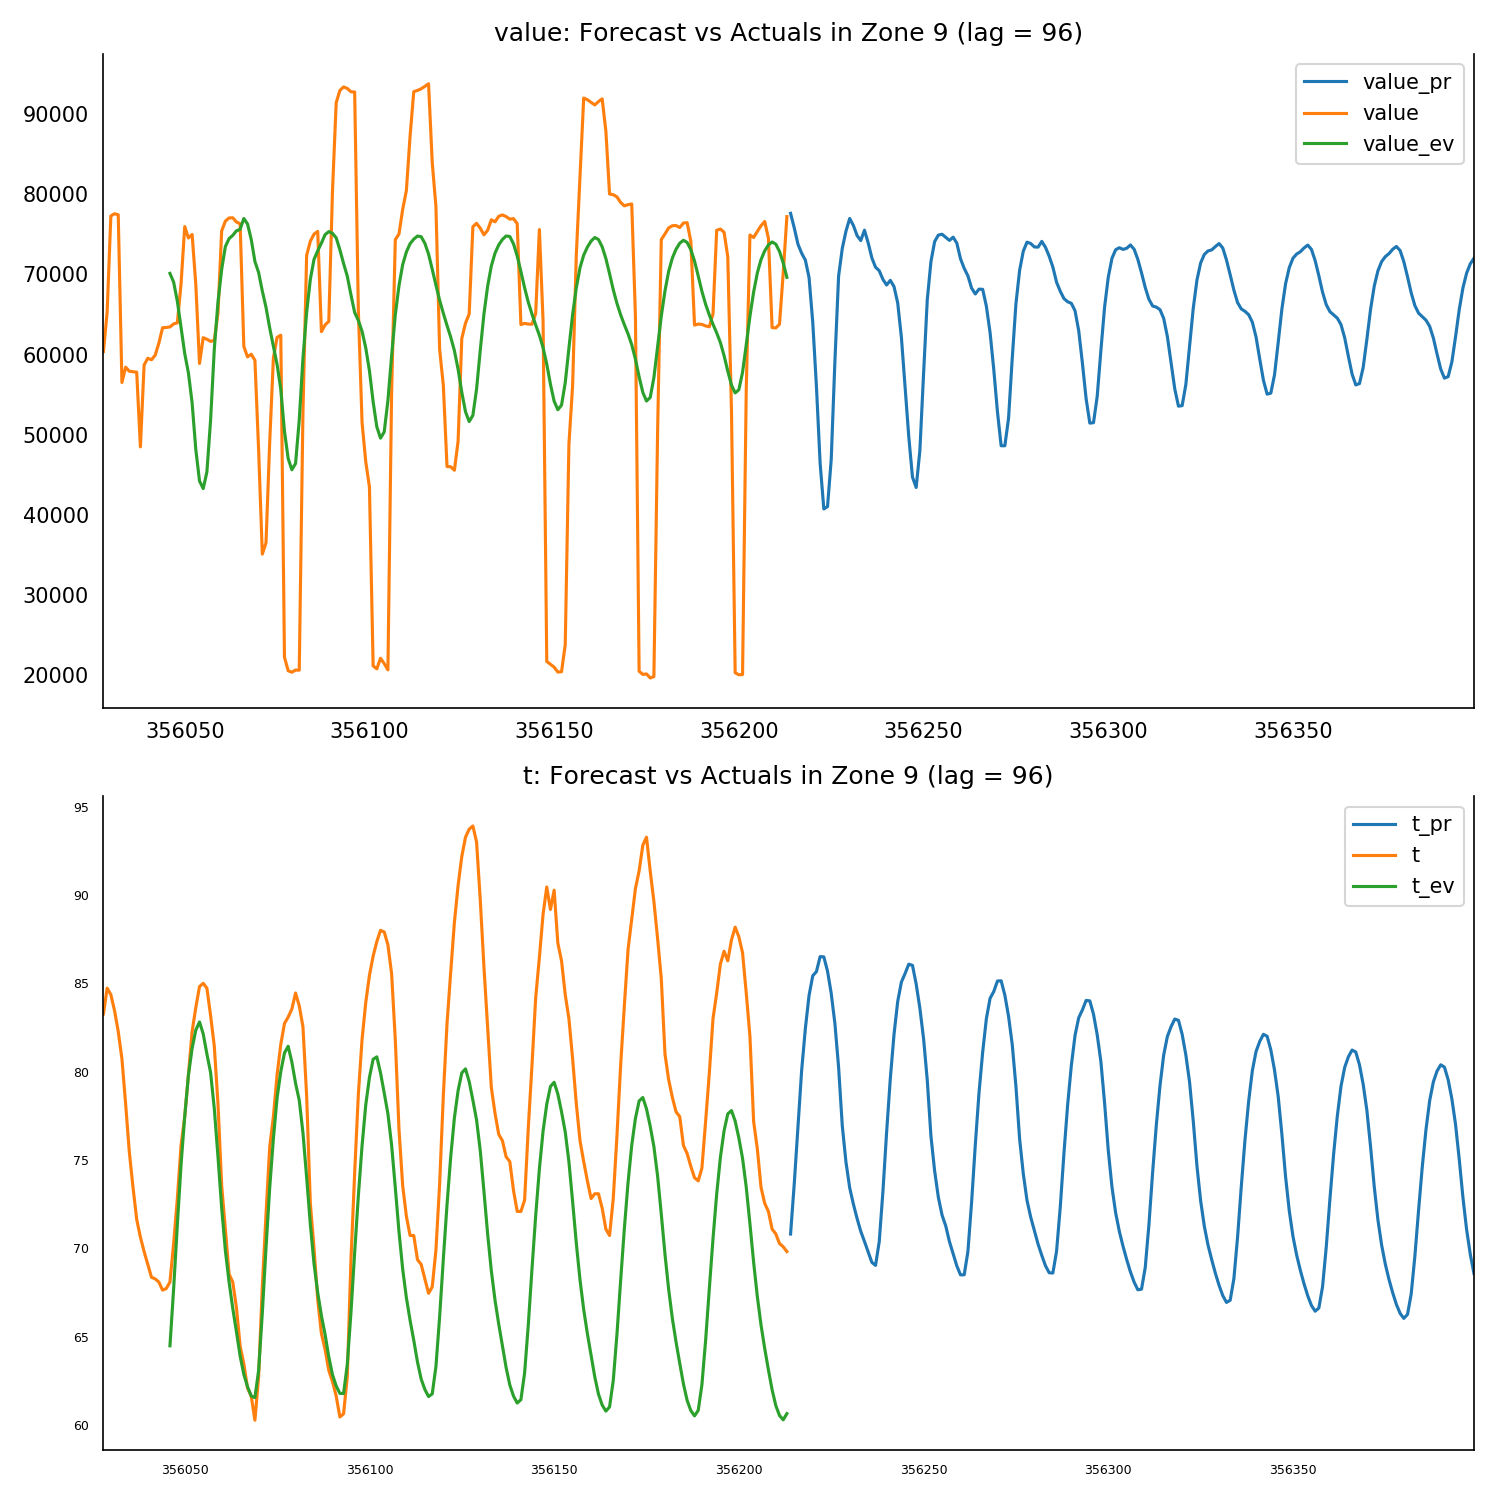 value: Forecast vs Actuals in Zone 9 (lag = 96)
value_pr
value
value_ev
90000
80000
70000
60000
50000
40000
30000
20000
356050 356100 356150 356200 356250 356300 356350
t: Forecast vs Actuals in Zone 9 (lag = 96)
t_pr
t
t_ev
95
90
85
80
75
70
65
60
356050 356100 356150 356200 356250 356300 356350